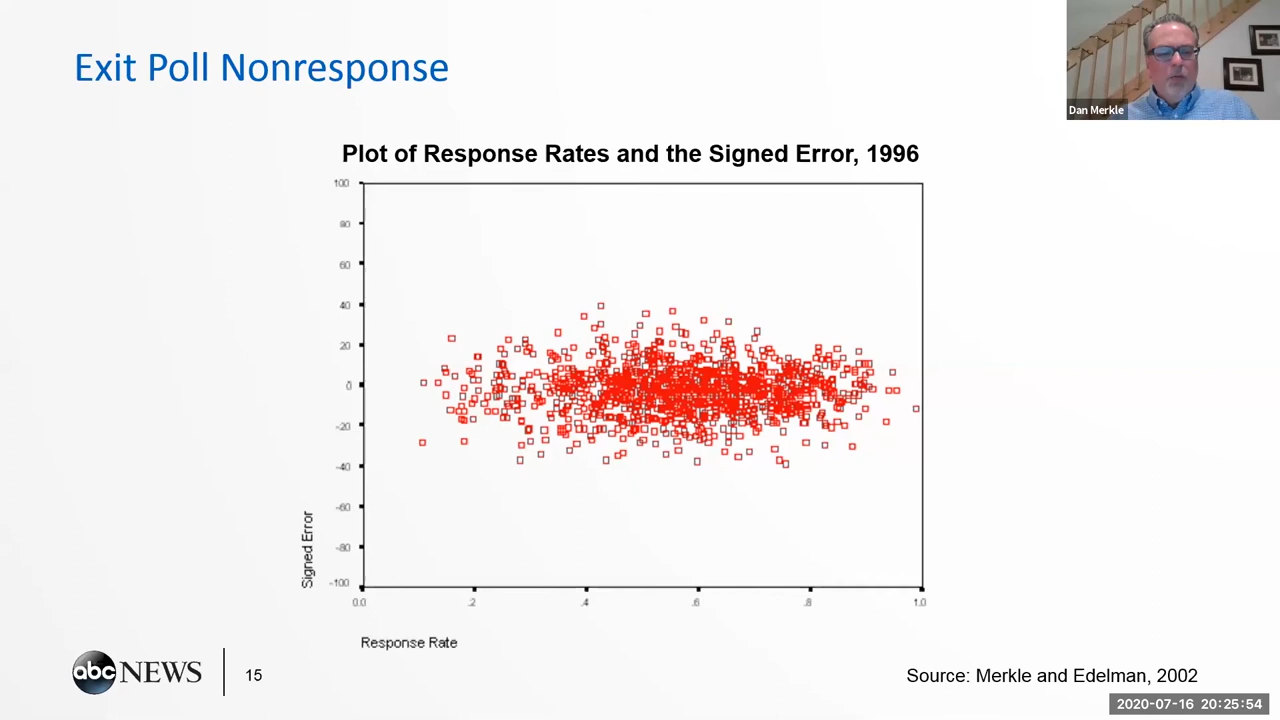 Exit Poll Nonresponse
Dan Merkle
Plot of Response Rates and the Signed Error, 1996
100
80
60
40
20
0
-20
-40
-60
-80
-100
Signed Error
0.0 .2 .4 .6 .8 1.0
Response Rate
abc NEWS 15
Source: Merkle and Edelman, 2002
2020-07-16 20:25:54